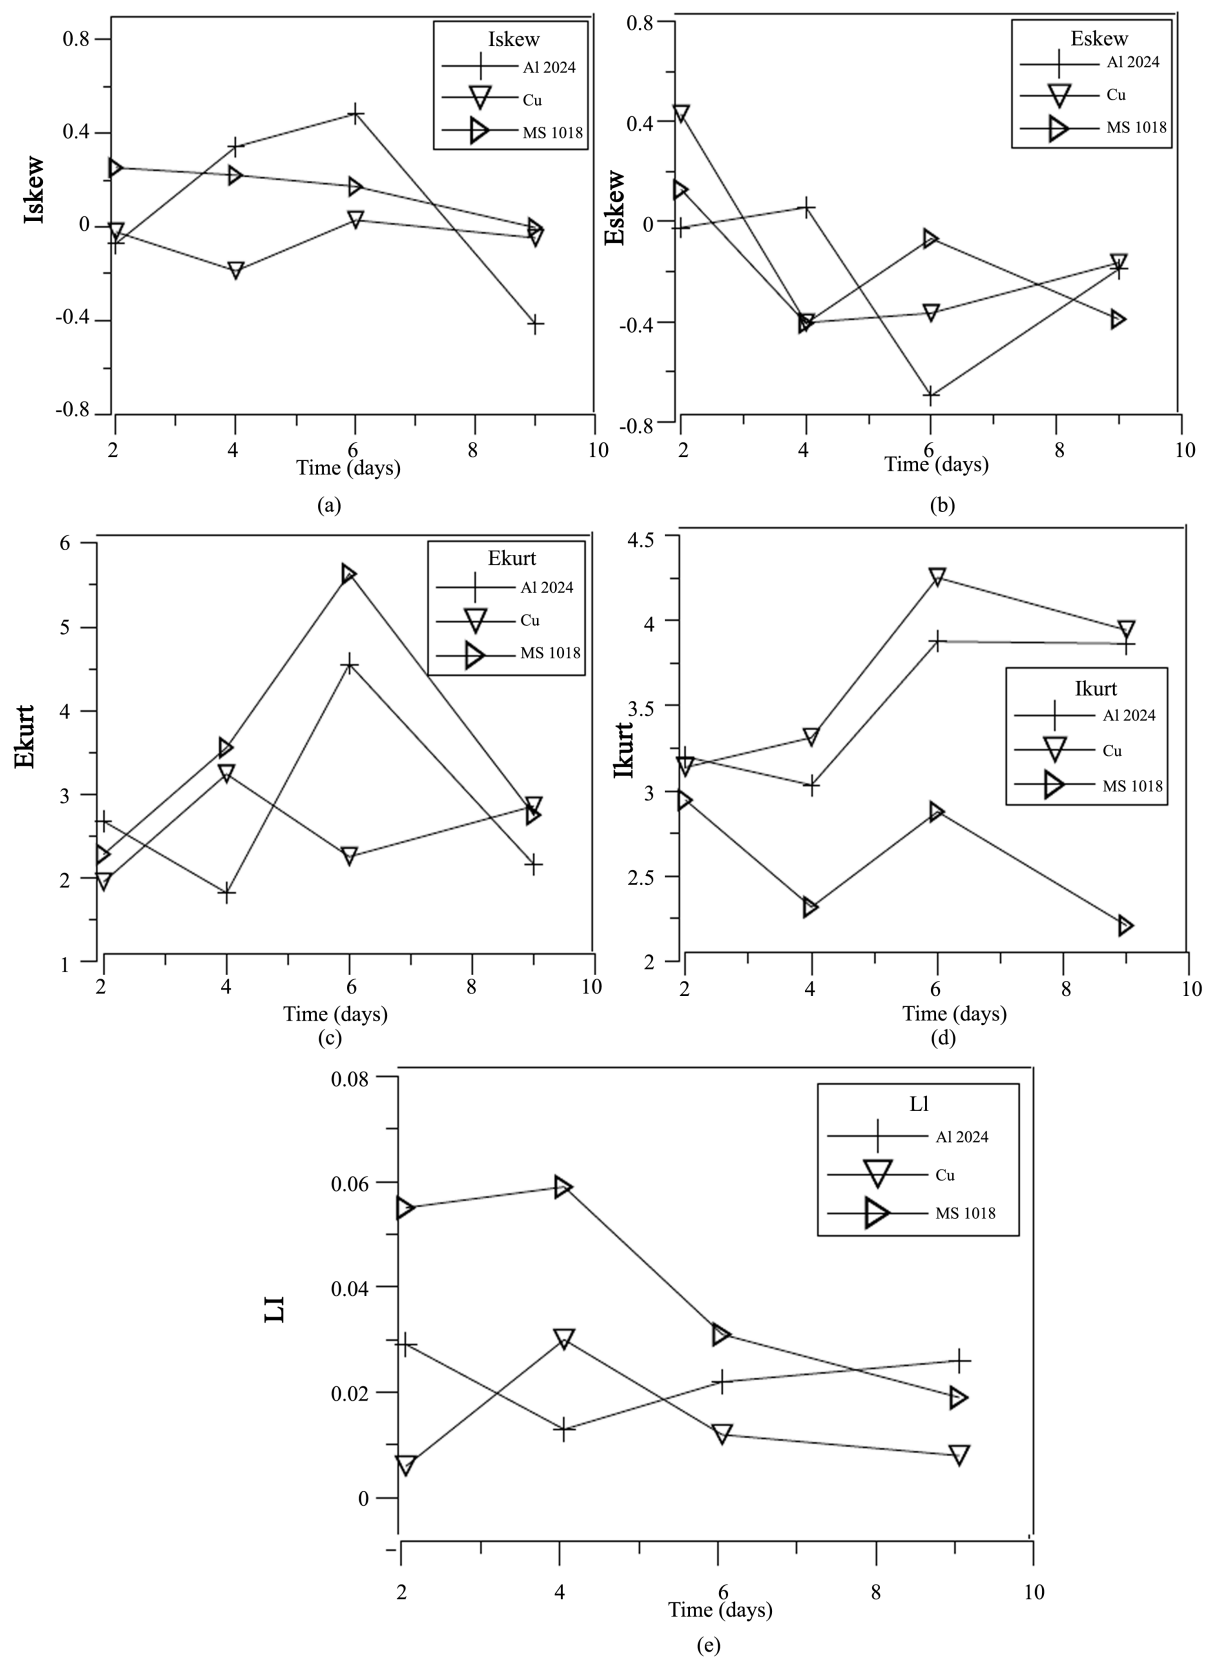 Iskew
0.8
0.4
0
-0.4
-0.8
Iskew
Al 2024
Cu
MS 1018
2 4 6 8 10
Time (days)
(a)
Eskew
0.8
0.4
0
-0.4
-0.8
Eskew
Al 2024
Cu
MS 1018
2 4 6 8 10
Time (days)
(b)
Ekurt
6
5
4
3
2
1
Ekurt
Al 2024
Cu
MS 1018
2 4 6 8 10
Time (days)
(c)
Ikurt
4.5
4
3.5
3
2.5
2
Ikurt
Al 2024
Cu
MS 1018
2 4 6 8 10
Time (days)
(d)
LI
0.08
0.06
0.04
0.02
0
Ll
Al 2024
Cu
MS 1018
2 4 6 8 10
Time (days)
(e)